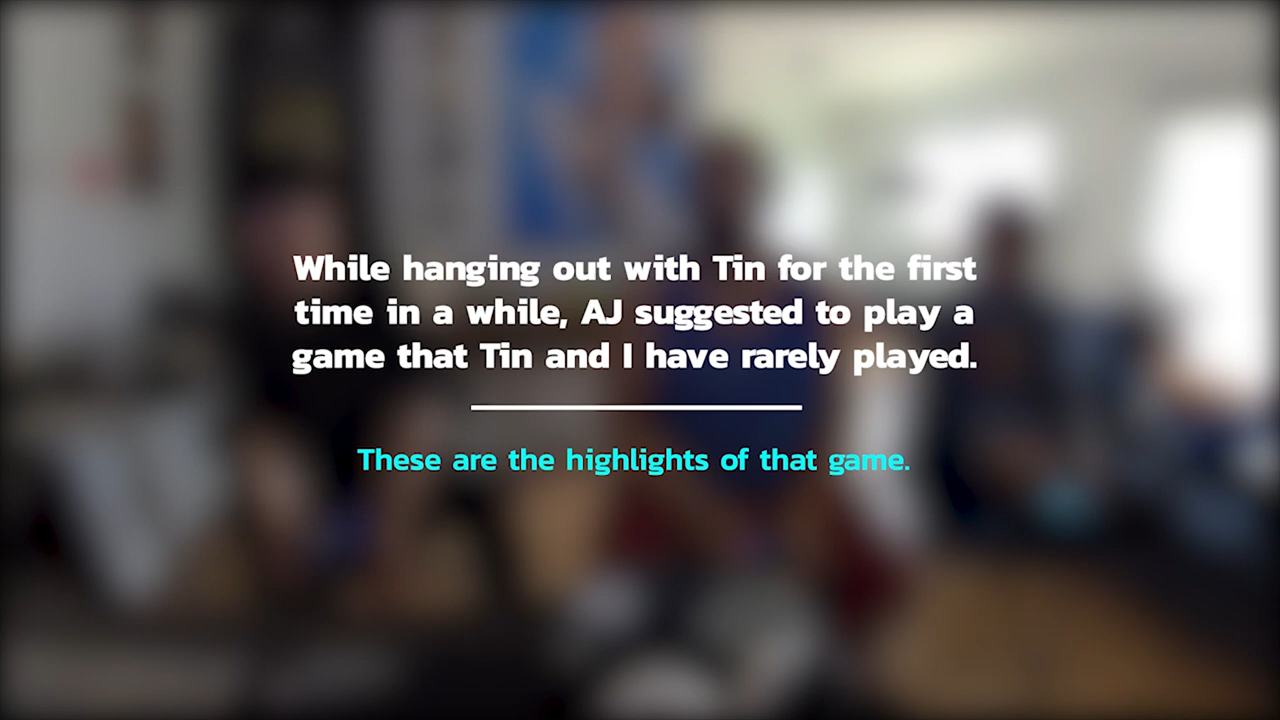 While hanging out with Tin for the first
time in a while, AJ suggested to play a
game that Tin and I have rarely played.
These are the highlights of that game.